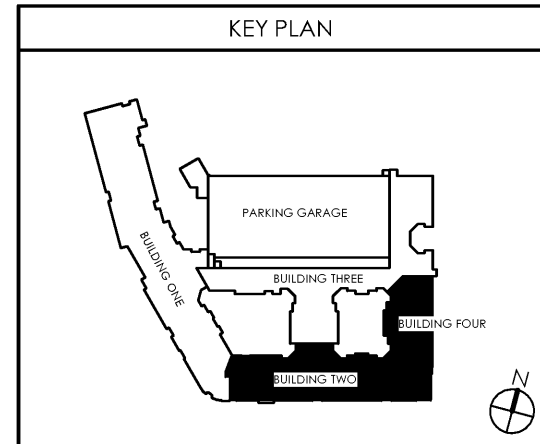 KEY PLAN
PARKING GARAGE
BUILDING ONE
BUILDING THREE
BUILDING FOUR
BUILDING TWO
N